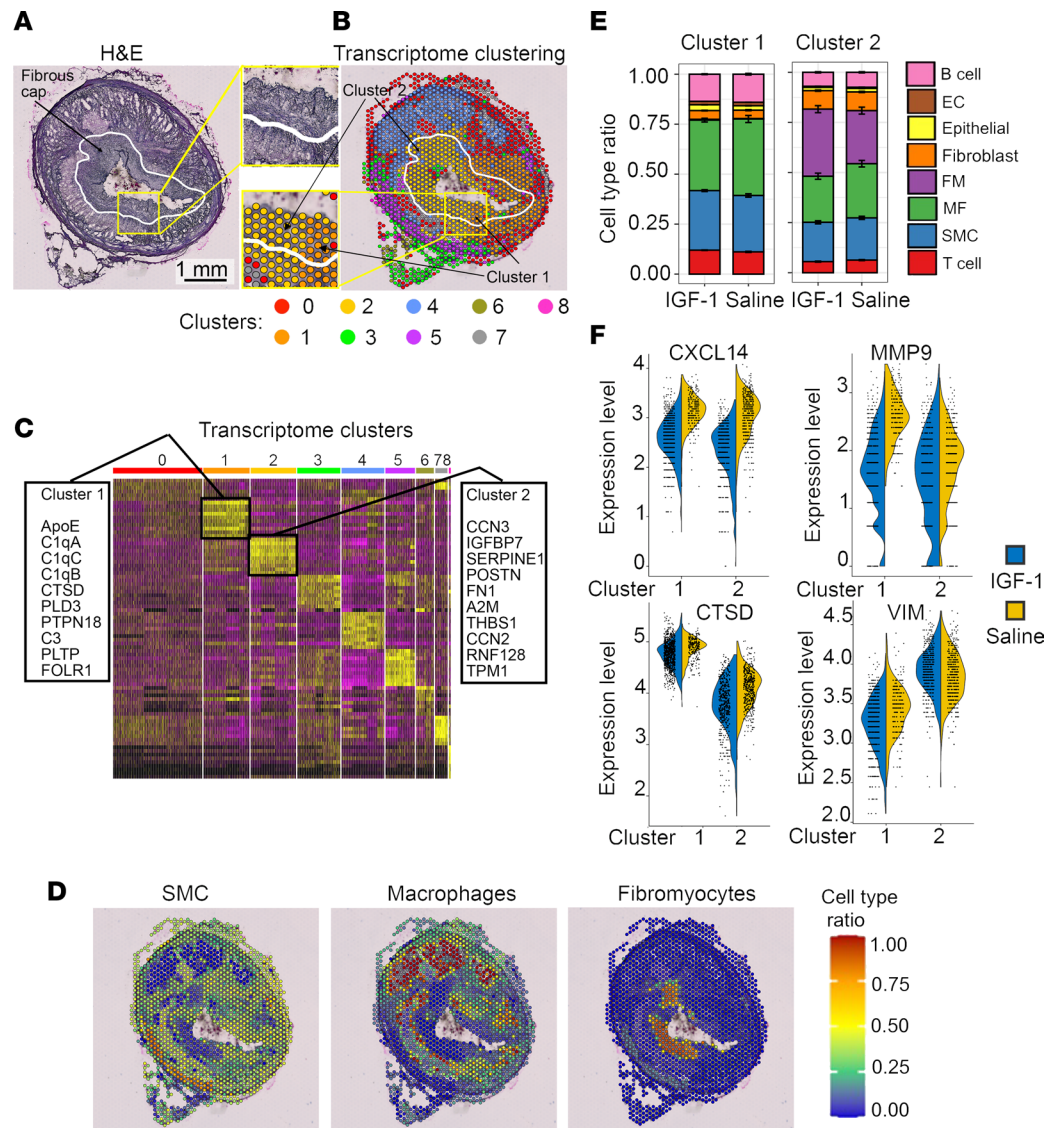 A
H&E
Fibrous
cap
1 mm
B
Transcriptome clustering
Cluster 2
Cluster 1
Clusters:
0 2 4 6 8
1 3 5 7
C
Transcriptome clusters
0 1 2 3 4 5 6 7 8
Cluster 1
ApoE
C1qA
C1qC
C1qB
CTSD
PLD3
PTPN18
C3
PLTP
FOLR1
Cluster 2
CCN3
IGFBP7
SERPINE1
POSTN
FN1
A2M
THBS1
CCN2
RNF128
TPM1
D
SMC
Macrophages
Fibromyocytes
Cell type
ratio
1.00
0.75
0.50
0.25
0.00
E
Cluster 1
Cluster 2
Cell type ratio
1.00
0.75
0.50
0.25
0.00
IGF-1 Saline
IGF-1 Saline
B cell
EC
Epithelial
Fibroblast
FM
MF
SMC
T cell
F
CXCL14
Expression level
4
3
2
1
0
Cluster 1 2
MMP9
Expression level
3
2
1
0
Cluster 1 2
CTSD
Expression level
5
4
3
2
Cluster 1 2
VIM
Expression level
4.5
4.0
3.5
3.0
2.5
2.0
Cluster 1 2
IGF-1
Saline